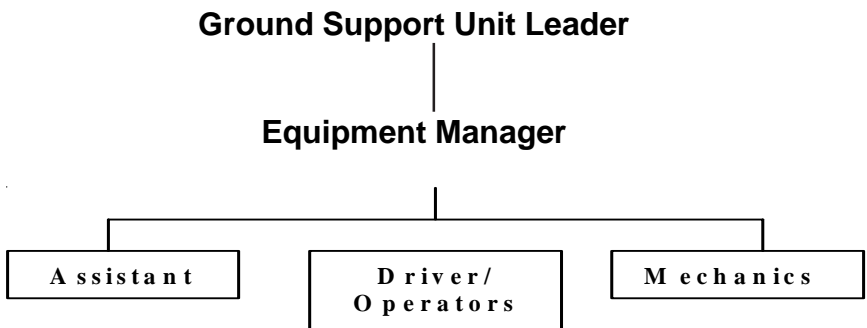 Ground Support Unit Leader
Equipment Manager
Assistant
Driver/
Operators
Mechanics